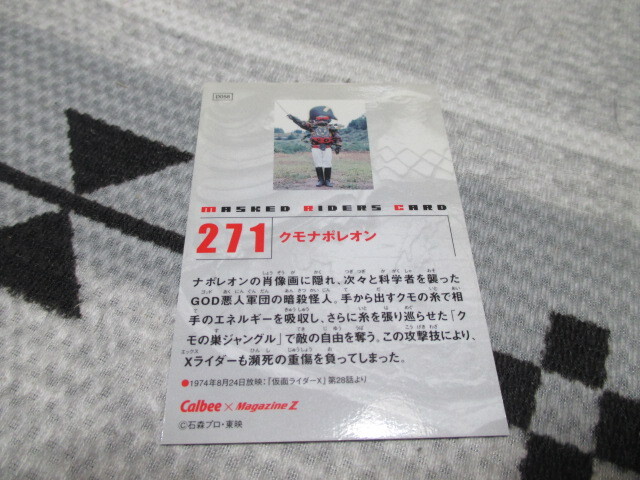 MASKED RIDERS CARD
271 クモナポレオン
ナポレオンの肖像画に隠れ、次々と科学者を襲った
GOD悪人軍団の暗殺怪人。手から出すクモの糸で相
手のエネルギーを吸収し、さらに糸を張り巡らせた「ク
モの巣ジャングル」で敵の自由を奪う。この攻撃技により、
Xライダーも瀕死の重傷を負ってしまった。
●1974年8月24日放映：「仮面ライダーX」第28話より
Calbee × Magazine Z
©石森プロ・東映